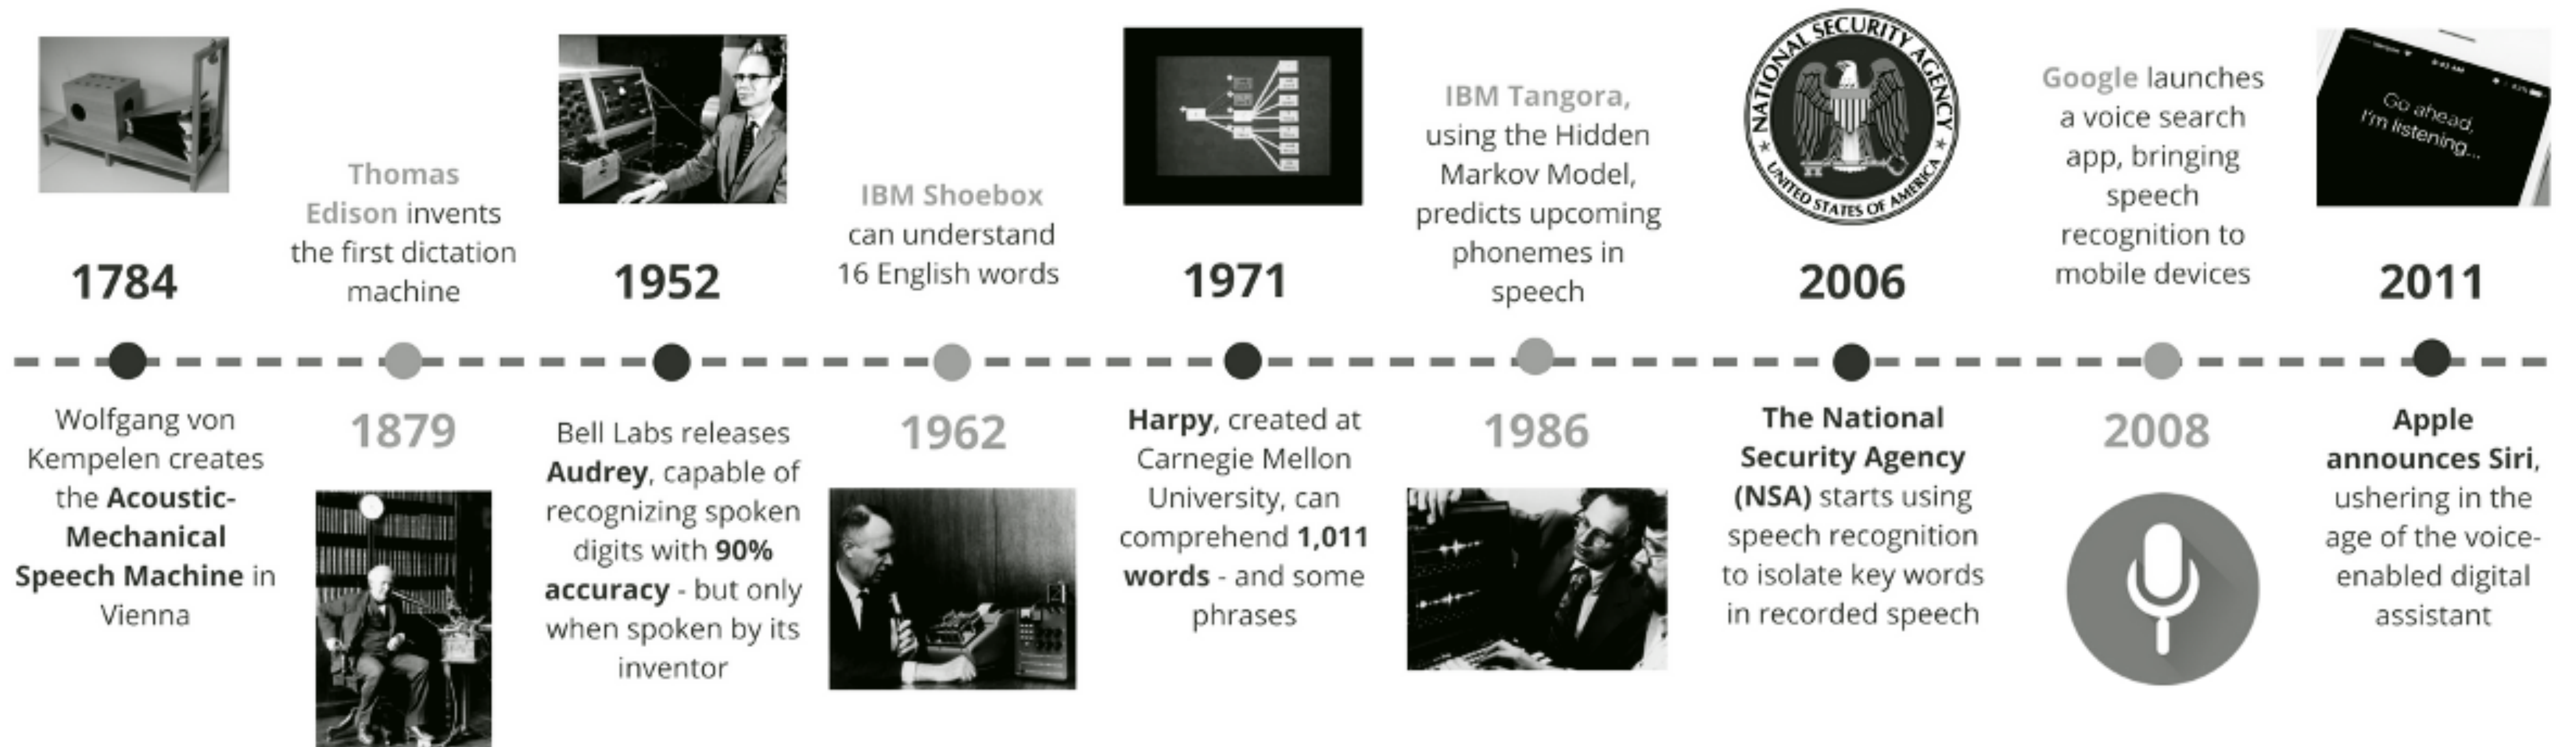 1784
Wolfgang von
Kempelen creates
the Acoustic-
Mechanical
Speech Machine in
Vienna
Thomas
Edison invents
the first dictation
machine
1879
1952
Bell Labs releases
Audrey, capable of
recognizing spoken
digits with 90%
accuracy - but only
when spoken by its
inventor
IBM Shoebox
can understand
16 English words
1962
1971
Harpy, created at
Carnegie Mellon
University, can
comprehend 1,011
words - and some
phrases
IBM Tangora,
using the Hidden
Markov Model,
predicts upcoming
phonemes in
speech
1986
NATIONAL SECURITY AGENCY
UNITED STATES OF AMERICA
2006
The National
Security Agency
(NSA) starts using
speech recognition
to isolate key words
in recorded speech
Google launches
a voice search
app, bringing
speech
recognition to
mobile devices
2008
Go ahead,
I'm listening...
2011
Apple
announces Siri,
ushering in the
age of the voice-
enabled digital
assistant